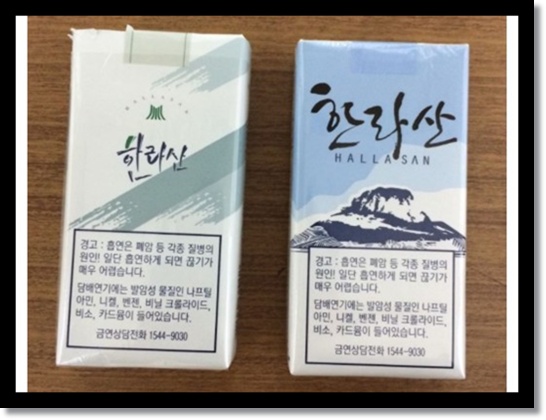 한라산
경고 : 흡연은 폐암 등 각종 질병의
원인! 일단 흡연하게 되면 끊기가
매우 어렵습니다.
담배연기에는 발암성 물질인 나프틸
아민, 니켈, 벤젠, 비닐 크롤라이드,
비소, 카드뮴이 들어있습니다.
금연상담전화 1544-9030
한라산
HALLASAN
경고 : 흡연은 폐암 등 각종 질병의
원인! 일단 흡연하게 되면 끊기가
매우 어렵습니다.
담배연기에는 발암성 물질인 나프틸
아민, 니켈, 벤젠, 비닐 크롤라이드,
비소, 카드뮴이 들어있습니다.
금연상담전화 1544-9030